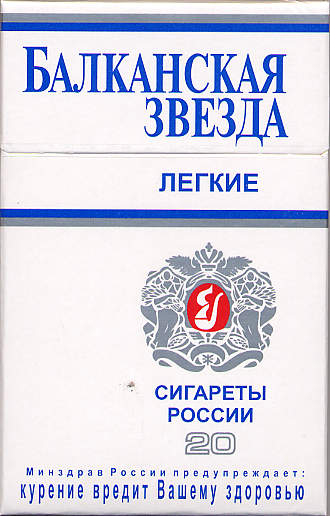 БАЛКАНСКАЯ
ЗВЕЗДА
ЛЕГКИЕ
СИГАРЕТЫ
РОССИИ
20
Минздрав России предупреждает:
курение вредит Вашему здоровью